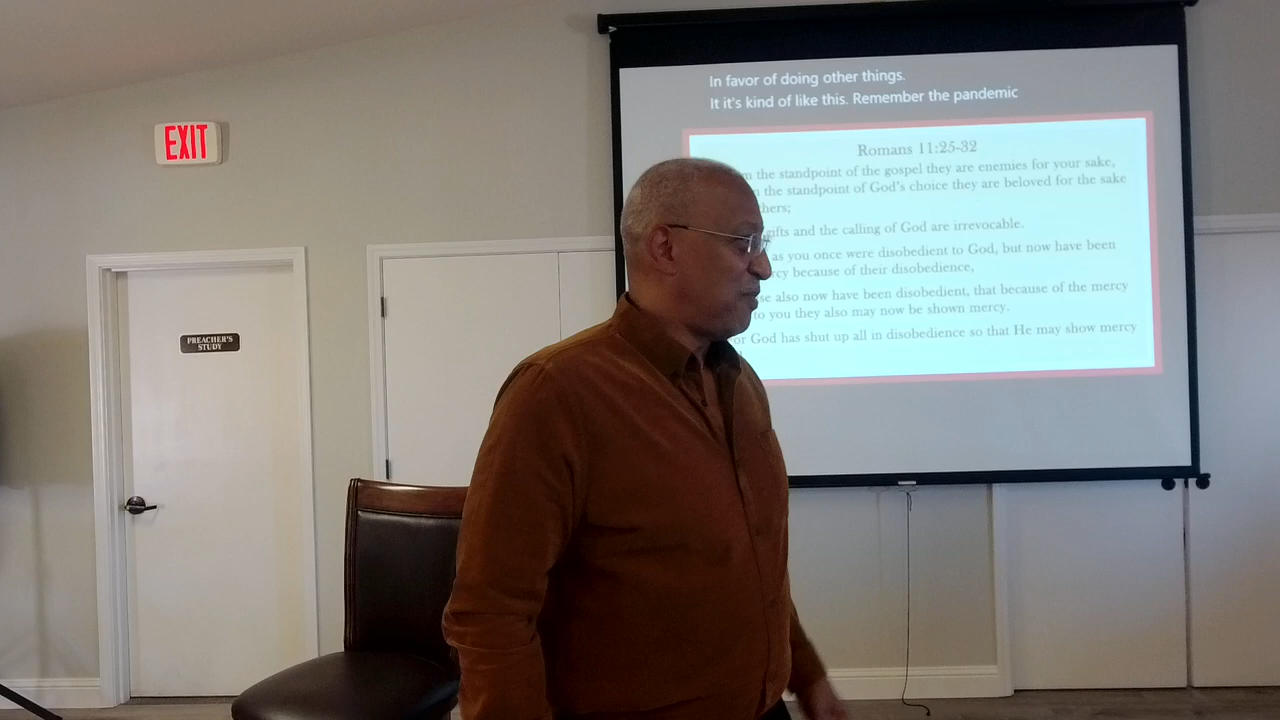 In favor of doing other things.
It it's kind of like this. Remember the pandemic
EXIT
Romans 11:25-32
the standpoint of the gospel they are enemies for your sake,
the standpoint of God's choice they are beloved for the sake
gifts and the calling of God are irrevocable.
as you once were disobedient to God, but now have been
because of their disobedience,
also now have been disobedient, that because of the mercy
to you they also may now be shown mercy.
God has shut up all in disobedience so that He may show mercy
PREACHER'S
STUDY